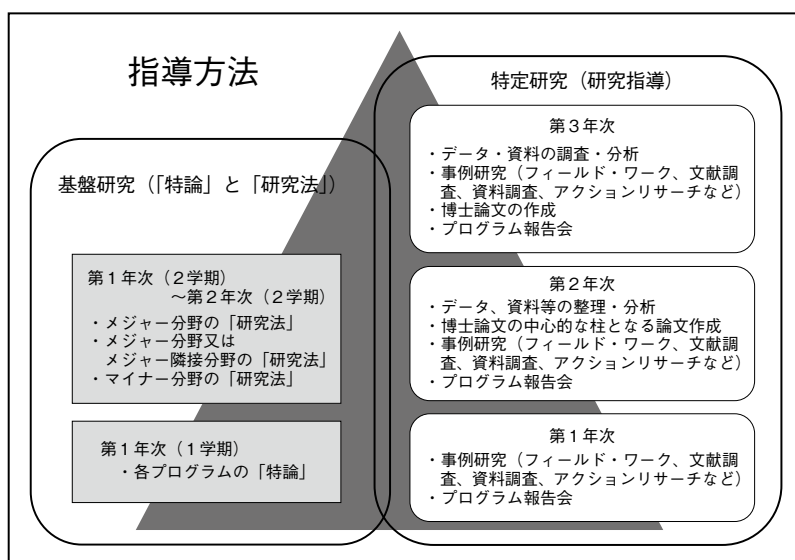 指導方法
基盤研究（「特論」と「研究法」）
第１年次（２学期）
～第２年次（２学期）
・メジャー分野の「研究法」
・メジャー分野又は
メジャー隣接分野の「研究法」
・マイナー分野の「研究法」
第１年次（１学期）
・各プログラムの「特論」
特定研究（研究指導）
第３年次
・データ・資料の調査・分析
・事例研究（フィールド・ワーク、文献調
査、資料調査、アクションリサーチなど）
・博士論文の作成
・プログラム報告会
第２年次
・データ、資料等の整理・分析
・博士論文の中心的な柱となる論文作成
・事例研究（フィールド・ワーク、文献調
査、資料調査、アクションリサーチなど）
・プログラム報告会
第１年次
・事例研究（フィールド・ワーク、文献調
査、資料調査、アクションリサーチなど）
・プログラム報告会